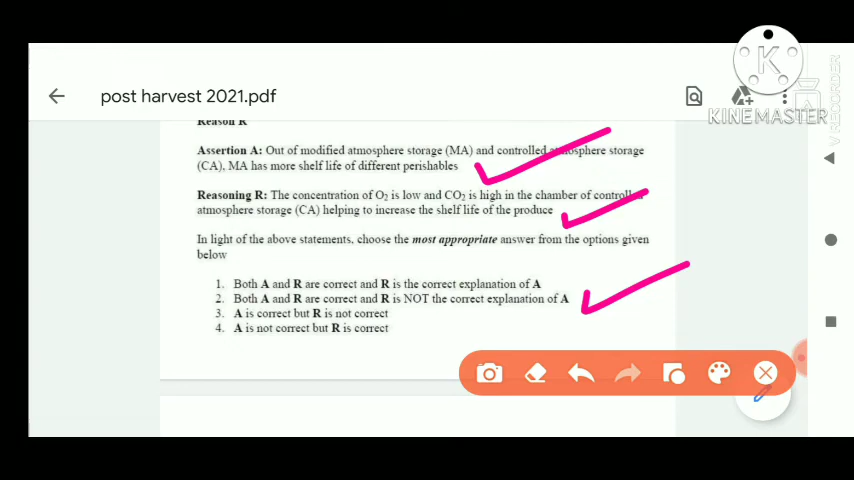 post harvest 2021.pdf
KINEMASTER
Reason R
Assertion A: Out of modified atmosphere storage (MA) and controlled atmosphere storage
(CA), MA has more shelf life of different perishables
Reasoning R: The concentration of O2 is low and CO2 is high in the chamber of controlled
atmosphere storage (CA) helping to increase the shelf life of the produce
In light of the above statements, choose the most appropriate answer from the options given
below
1. Both A and R are correct and R is the correct explanation of A
2. Both A and R are correct and R is NOT the correct explanation of A
3. A is correct but R is not correct
4. A is not correct but R is correct